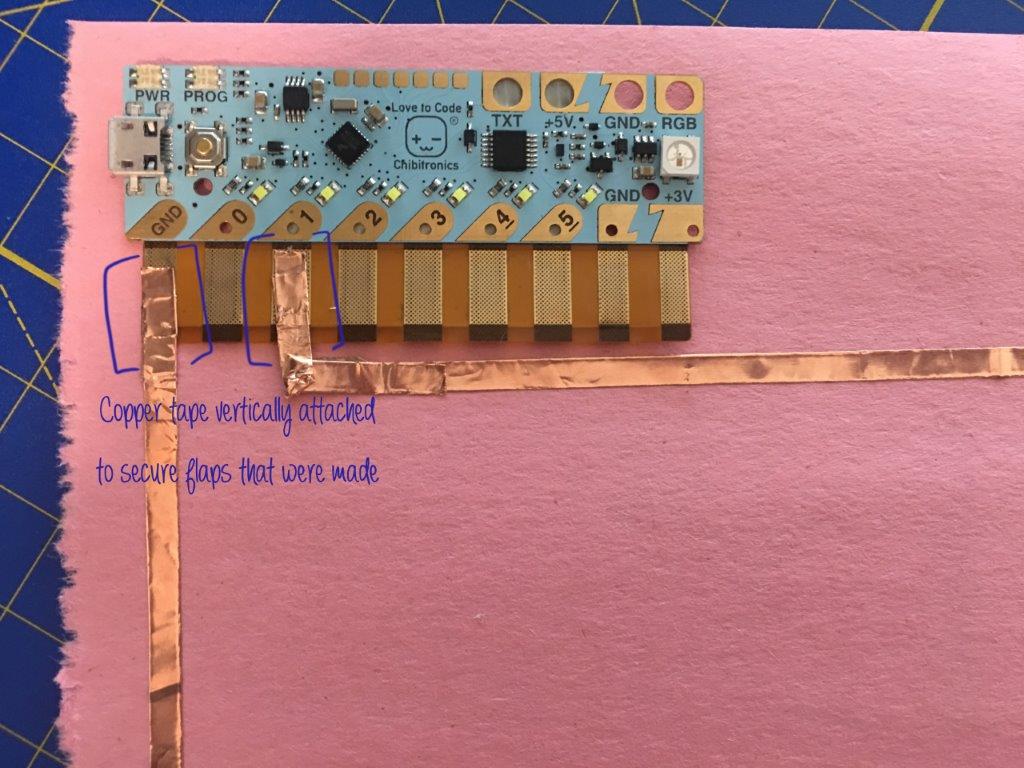 PWR PROG
Love to Code
®
Chibitronics
TXT +5V GND RGB
GND +3V
GND 0 1 2 3 4 5
Copper tape vertically attached
to secure flaps that were made